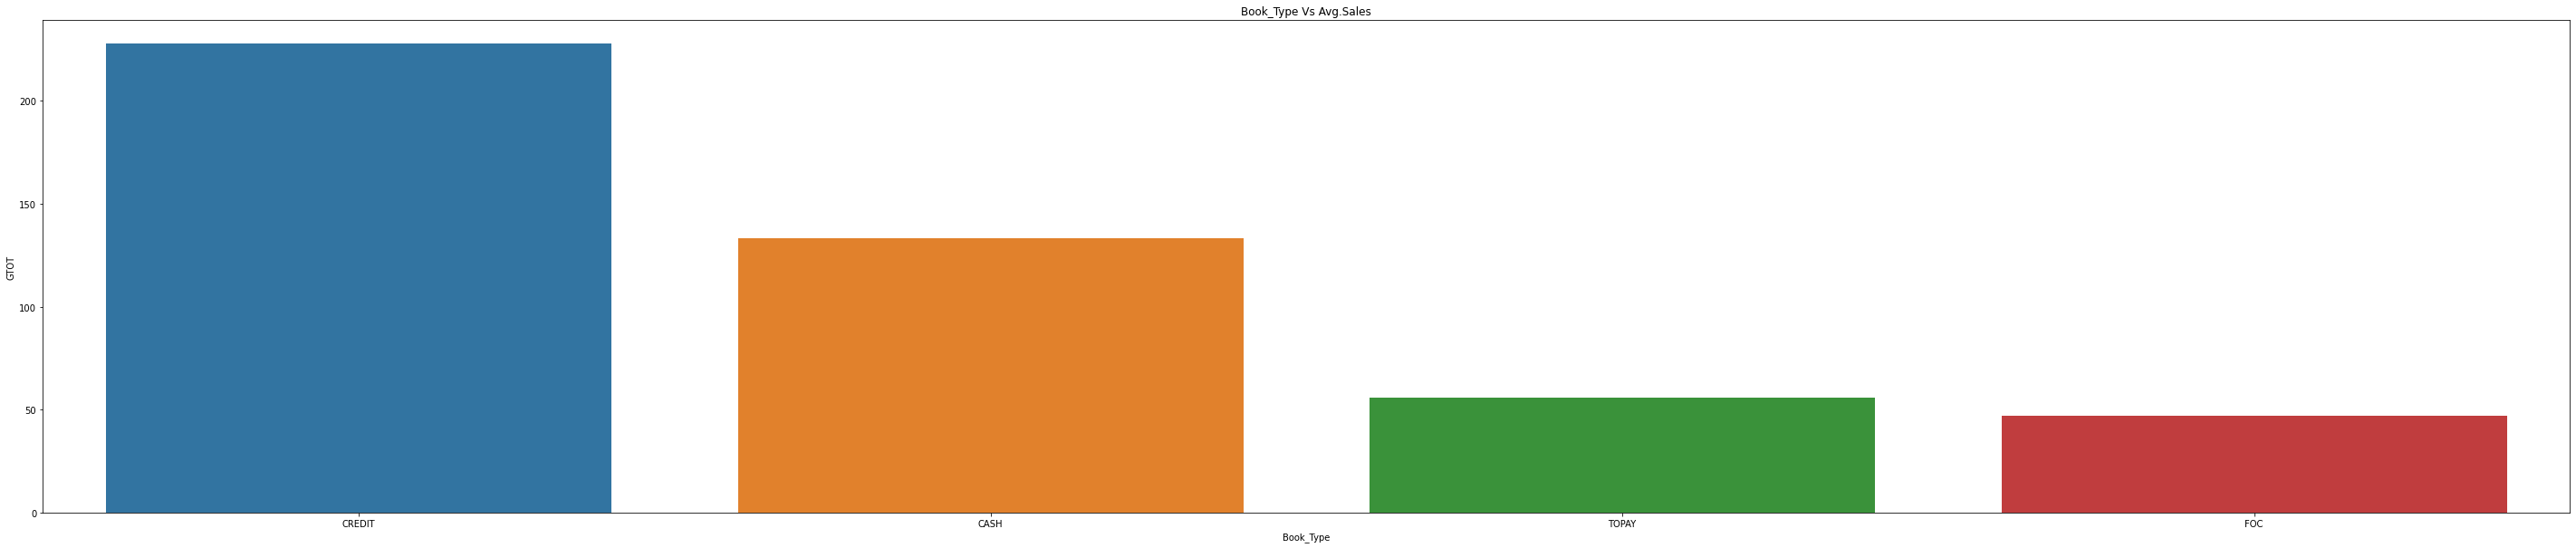 Book_Type Vs Avg.Sales
GTOT
200
150
100
50
0
CREDIT CASH TOPAY FOC
Book_Type